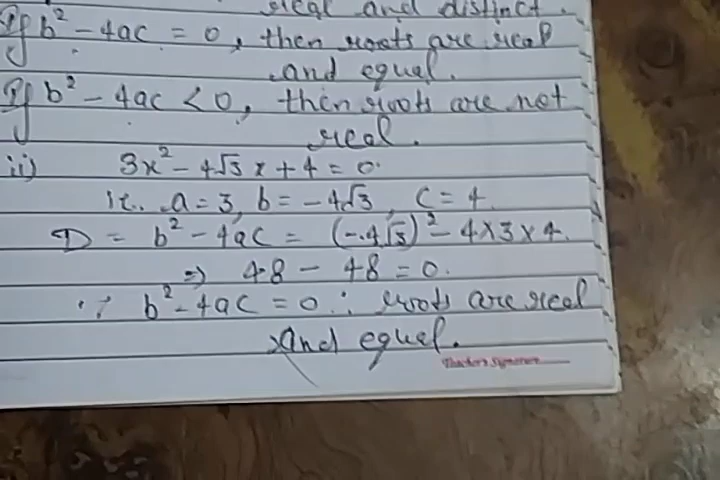 real and distinct.
If b² - 4ac = 0, then roots are real
and equal.
If b² - 4ac < 0, then roots are not
real.
ii) 3x² - 4√3 x + 4 = 0.
a = 3, b = -4√3, c = 4.
D = b² - 4ac = (-4√3)² - 4×3×4.
⇒ 48 - 48 = 0.
∵ b² - 4ac = 0 ∴ roots are real
and equal.
Teacher's Signature